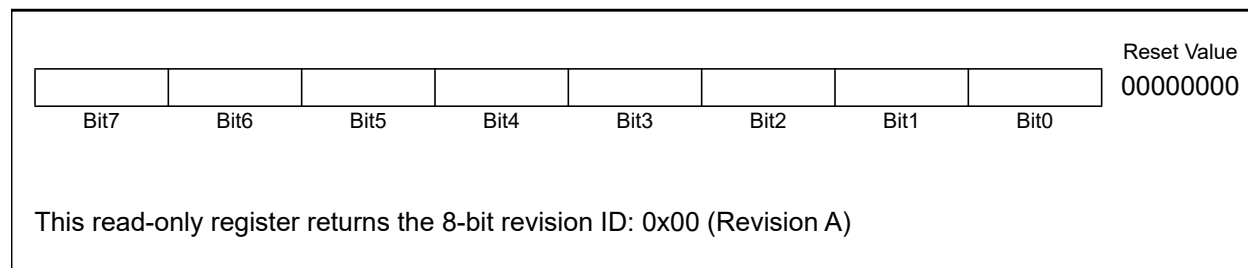 Reset Value
00000000
Bit7 Bit6 Bit5 Bit4 Bit3 Bit2 Bit1 Bit0
This read-only register returns the 8-bit revision ID: 0x00 (Revision A)